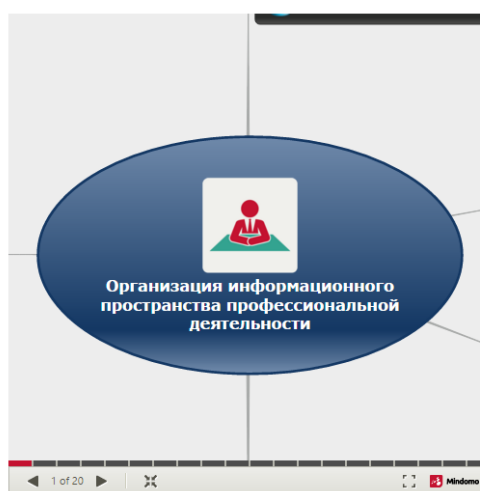 Организация информационного
пространства профессиональной
деятельности
1 of 20
Mindomo